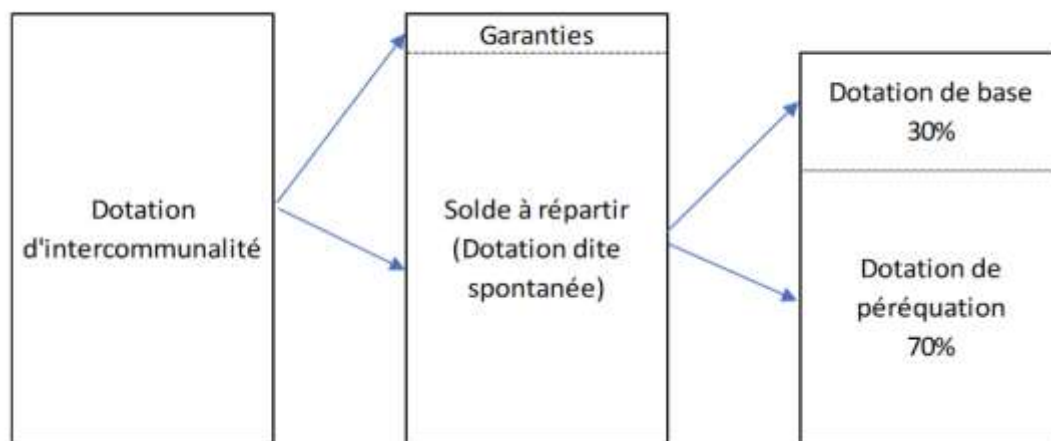 Dotation
d'intercommunalité
Garanties
Solde à répartir
(Dotation dite
spontanée)
Dotation de base
30%
Dotation de
péréquation
70%